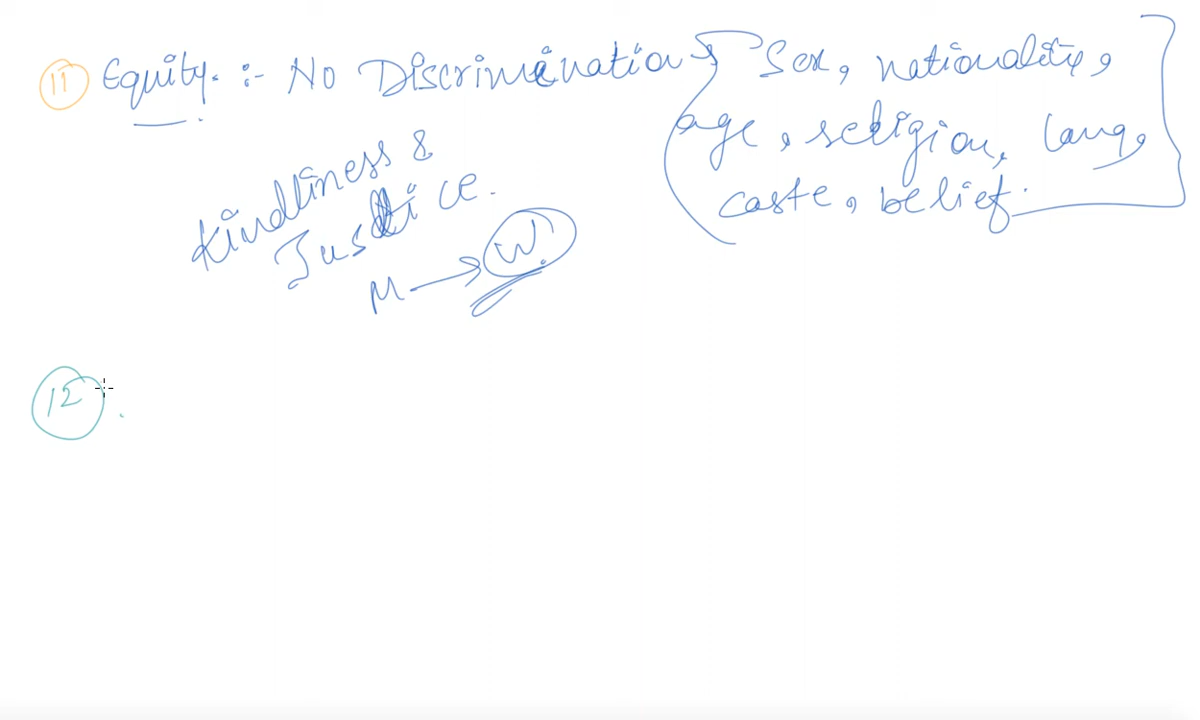 11 Equity. :- No Discrimination Sex, nationality,
age, religion, lang,
caste, belief.
Kindliness &
Justice.
M → W
12.